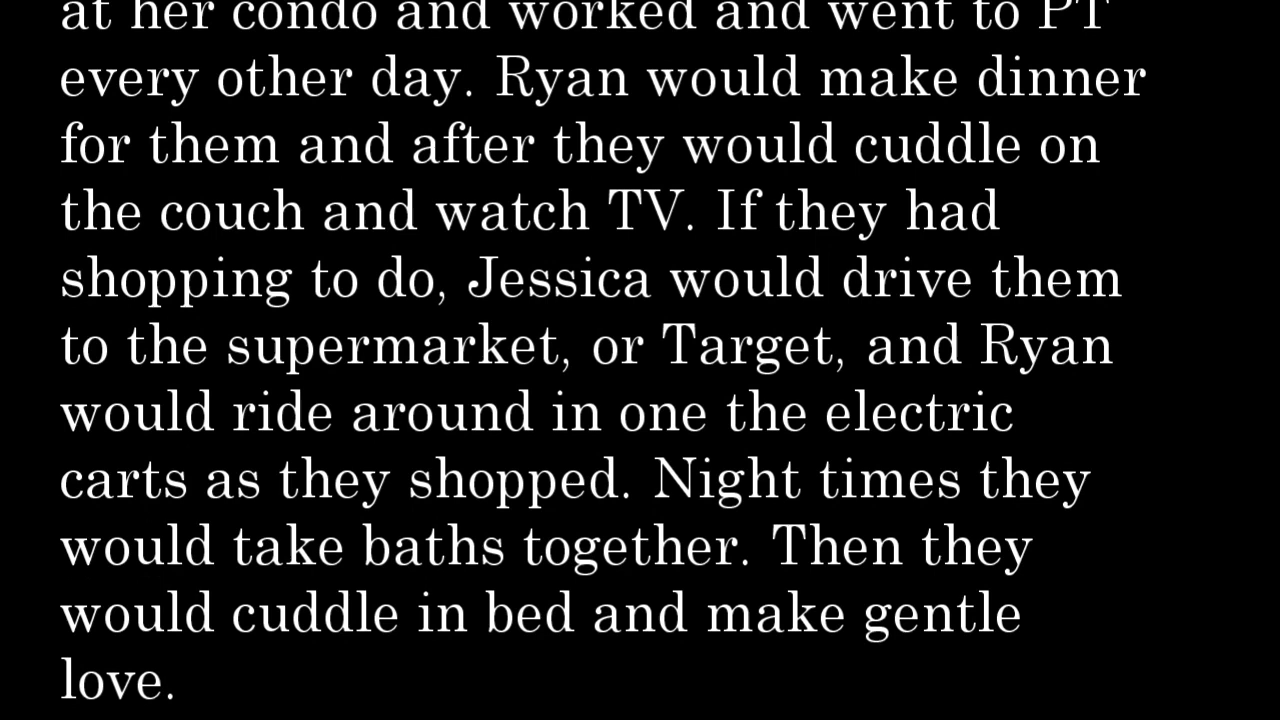 at her condo and worked and went to PT
every other day. Ryan would make dinner
for them and after they would cuddle on
the couch and watch TV. If they had
shopping to do, Jessica would drive them
to the supermarket, or Target, and Ryan
would ride around in one the electric
carts as they shopped. Night times they
would take baths together. Then they
would cuddle in bed and make gentle
love.